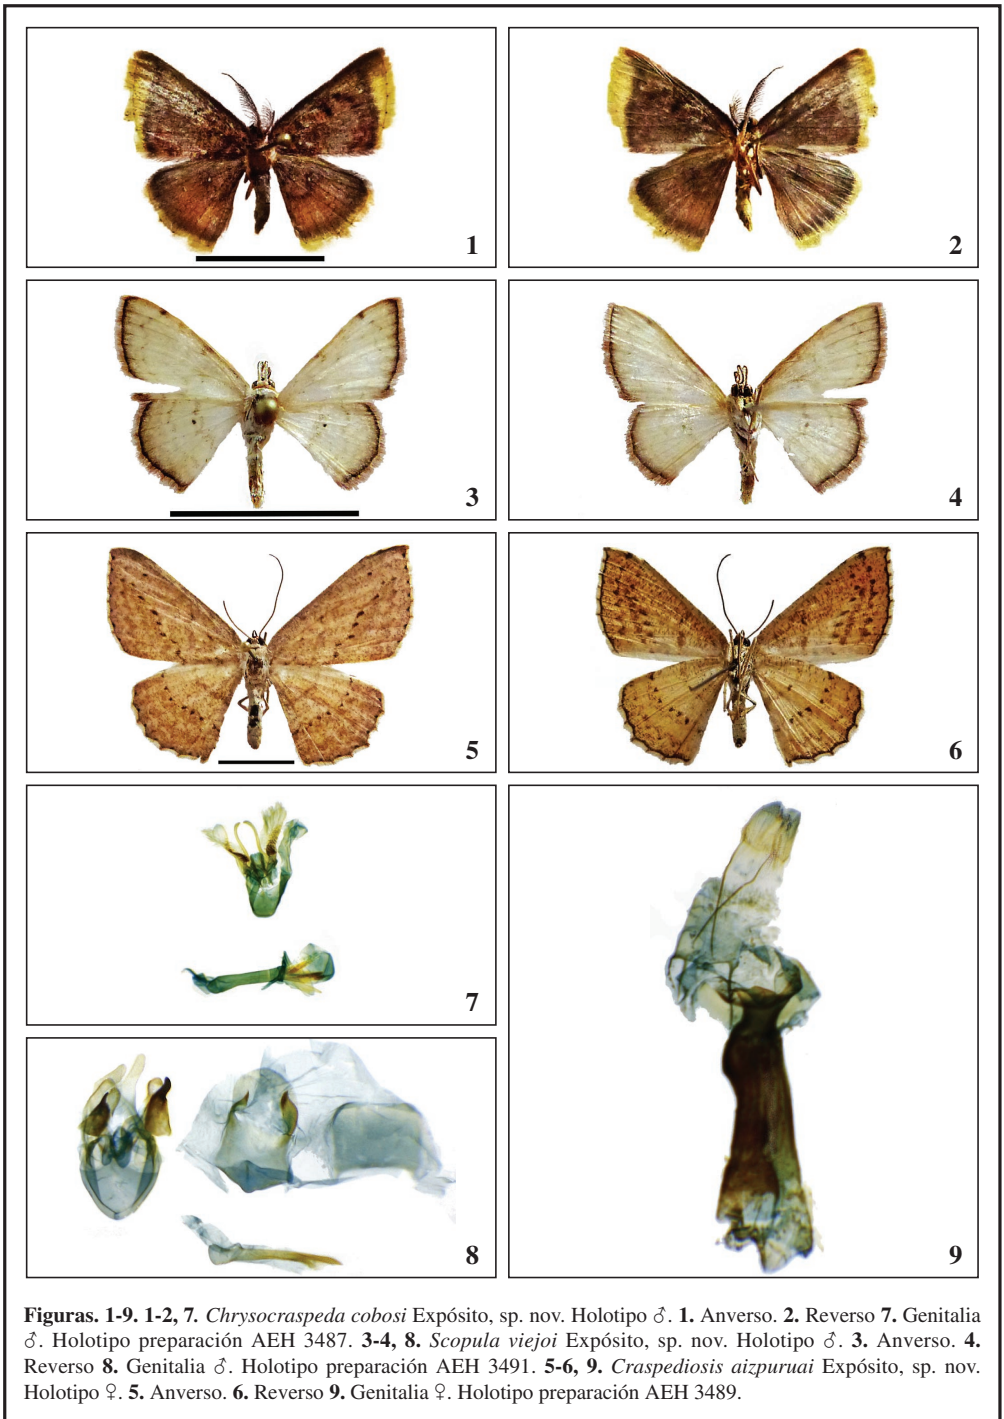 1
2
3
4
5
6
7
8
9
Figuras. 1-9. 1-2, 7. Chrysocraspeda cobosi Expósito, sp. nov. Holotipo ♂. 1. Anverso. 2. Reverso 7. Genitalia
♂. Holotipo preparación AEH 3487. 3-4, 8. Scopula viejoi Expósito, sp. nov. Holotipo ♂. 3. Anverso. 4.
Reverso 8. Genitalia ♂. Holotipo preparación AEH 3491. 5-6, 9. Craspediosis aizpuruai Expósito, sp. nov.
Holotipo ♀. 5. Anverso. 6. Reverso 9. Genitalia ♀. Holotipo preparación AEH 3489.